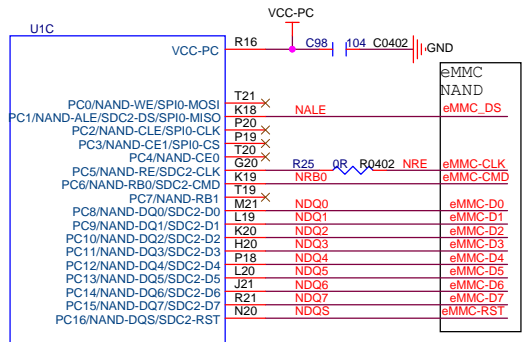 VCC-PC
U1C
VCC-PC R16 C98 104 C0402 GND
eMMC
NAND
PC0/NAND-WE/SPI0-MOSI T21
PC1/NAND-ALE/SDC2-DS/SPI0-MISO K18 NALE eMMC_DS
PC2/NAND-CLE/SPI0-CLK P20
PC3/NAND-CE1/SPI0-CS P19
PC4/NAND-CE0 T20
PC5/NAND-RE/SDC2-CLK G20 R25 0R R0402 NRE eMMC-CLK
PC6/NAND-RB0/SDC2-CMD K19 NRB0 eMMC-CMD
PC7/NAND-RB1 T19
PC8/NAND-DQ0/SDC2-D0 M21 NDQ0 eMMC-D0
PC9/NAND-DQ1/SDC2-D1 L19 NDQ1 eMMC-D1
PC10/NAND-DQ2/SDC2-D2 K20 NDQ2 eMMC-D2
PC11/NAND-DQ3/SDC2-D3 H20 NDQ3 eMMC-D3
PC12/NAND-DQ4/SDC2-D4 P18 NDQ4 eMMC-D4
PC13/NAND-DQ5/SDC2-D5 L20 NDQ5 eMMC-D5
PC14/NAND-DQ6/SDC2-D6 J21 NDQ6 eMMC-D6
PC15/NAND-DQ7/SDC2-D7 R21 NDQ7 eMMC-D7
PC16/NAND-DQS/SDC2-RST N20 NDQS eMMC-RST